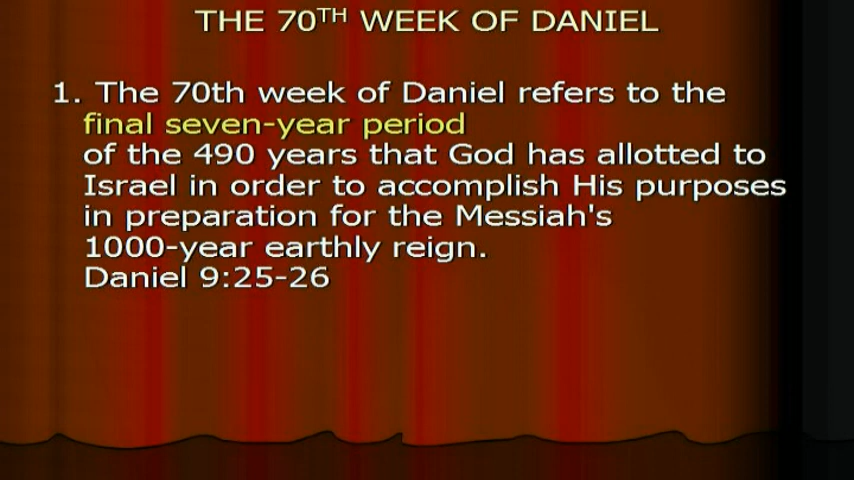 THE 70TH WEEK OF DANIEL
1. The 70th week of Daniel refers to the
final seven-year period
of the 490 years that God has allotted to
Israel in order to accomplish His purposes
in preparation for the Messiah's
1000-year earthly reign.
Daniel 9:25-26